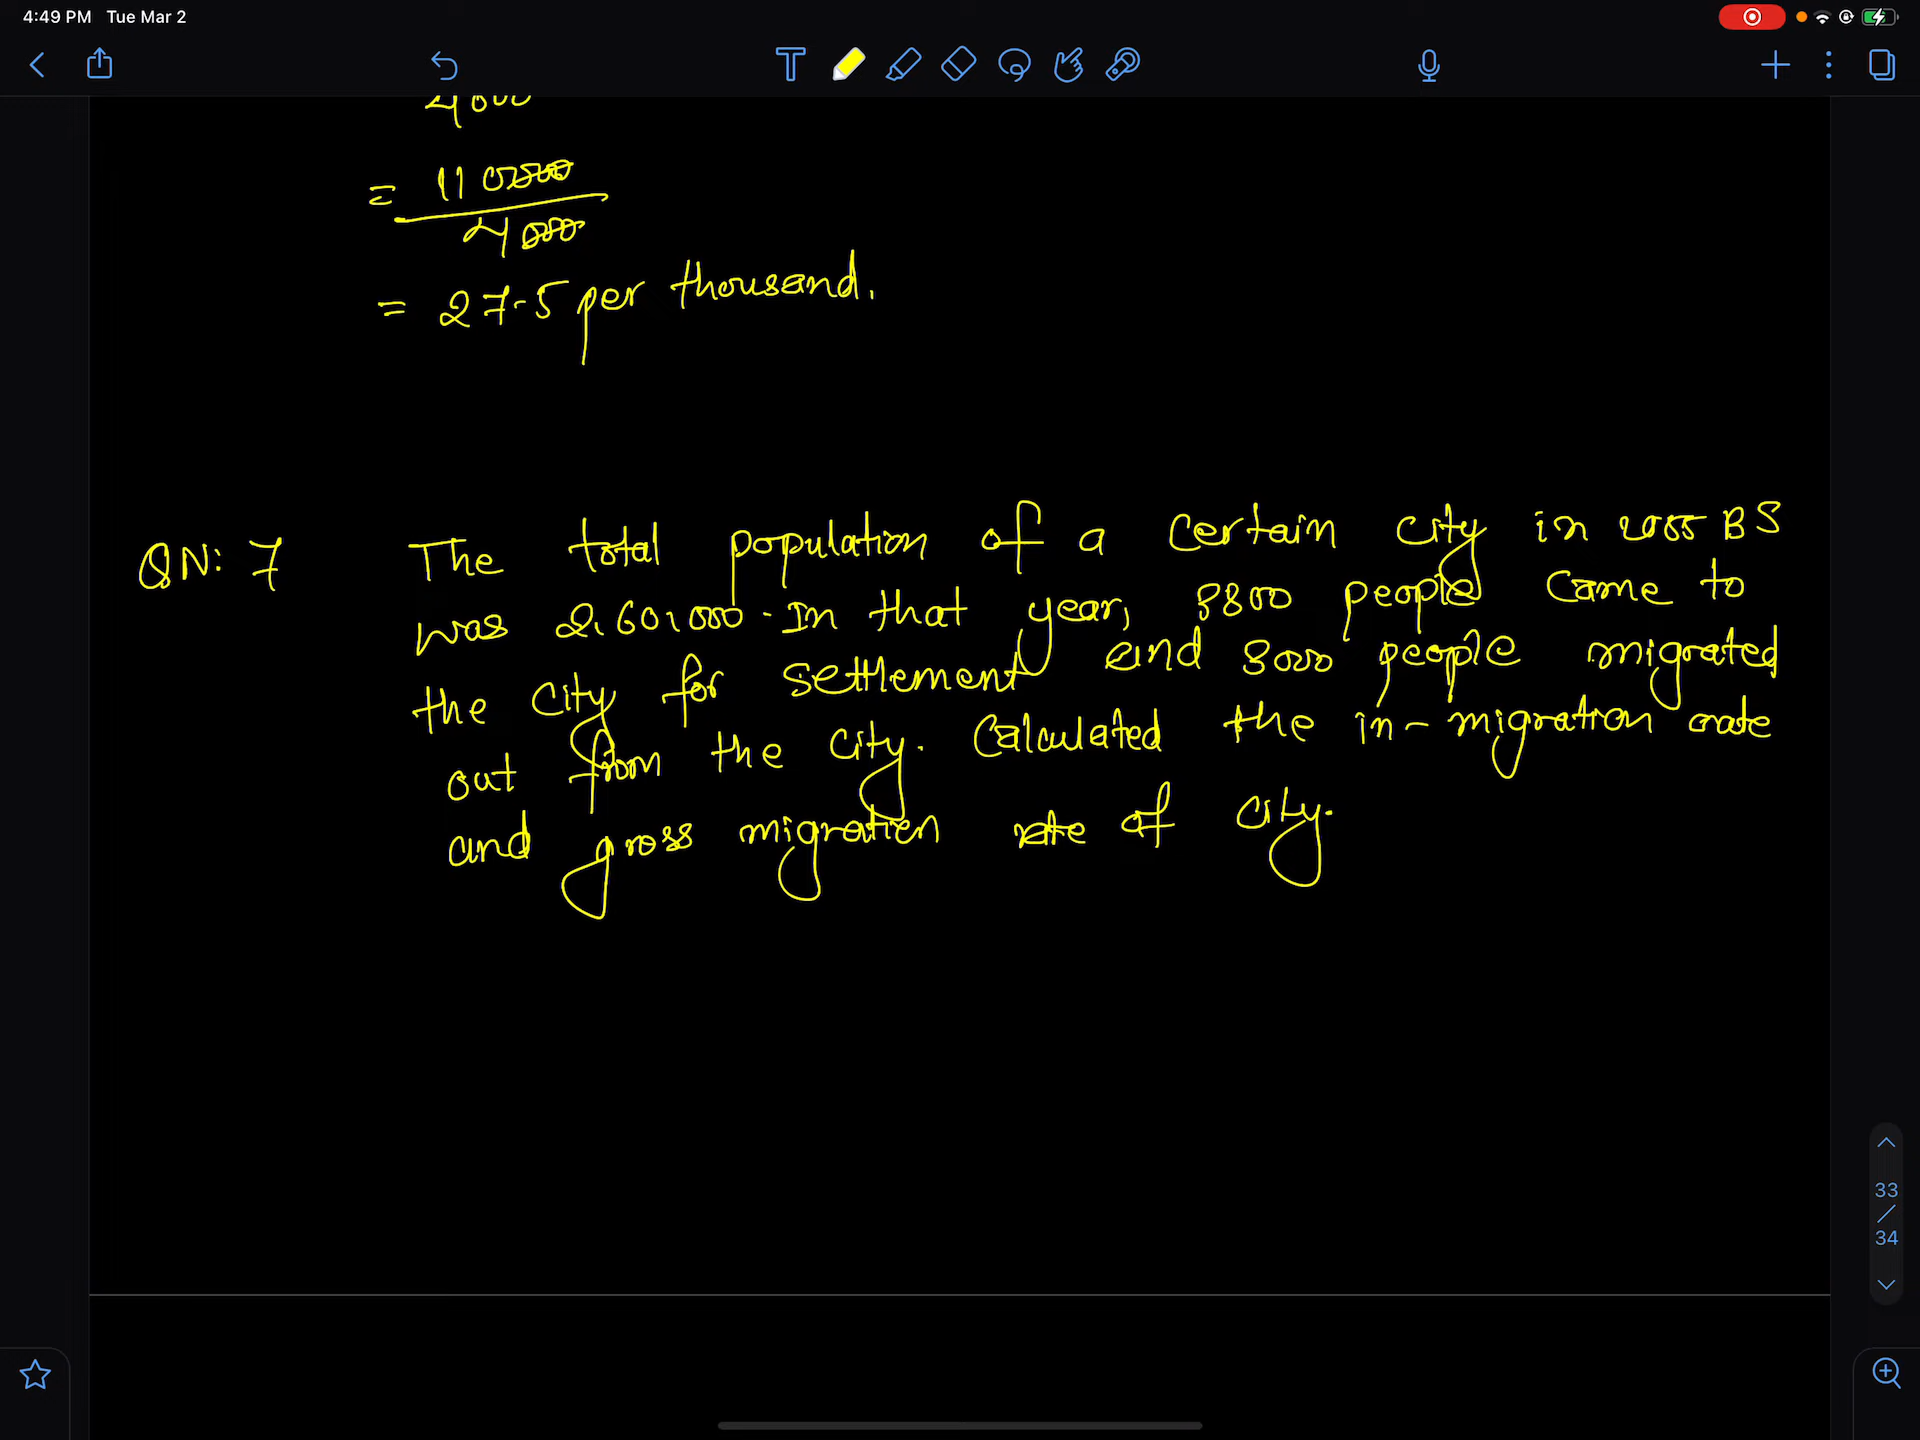 4:49 PM Tue Mar 2
4000
= 110000
4000
= 27.5 per thousand.
QN: 7 The total population of a certain city in 2055 BS
was 2,60,000. In that year, 8800 people came to
the city for settlement and 3000 people migrated
out from the city. Calculated the in-migration rate
and gross migration rate of city.
33
/
34